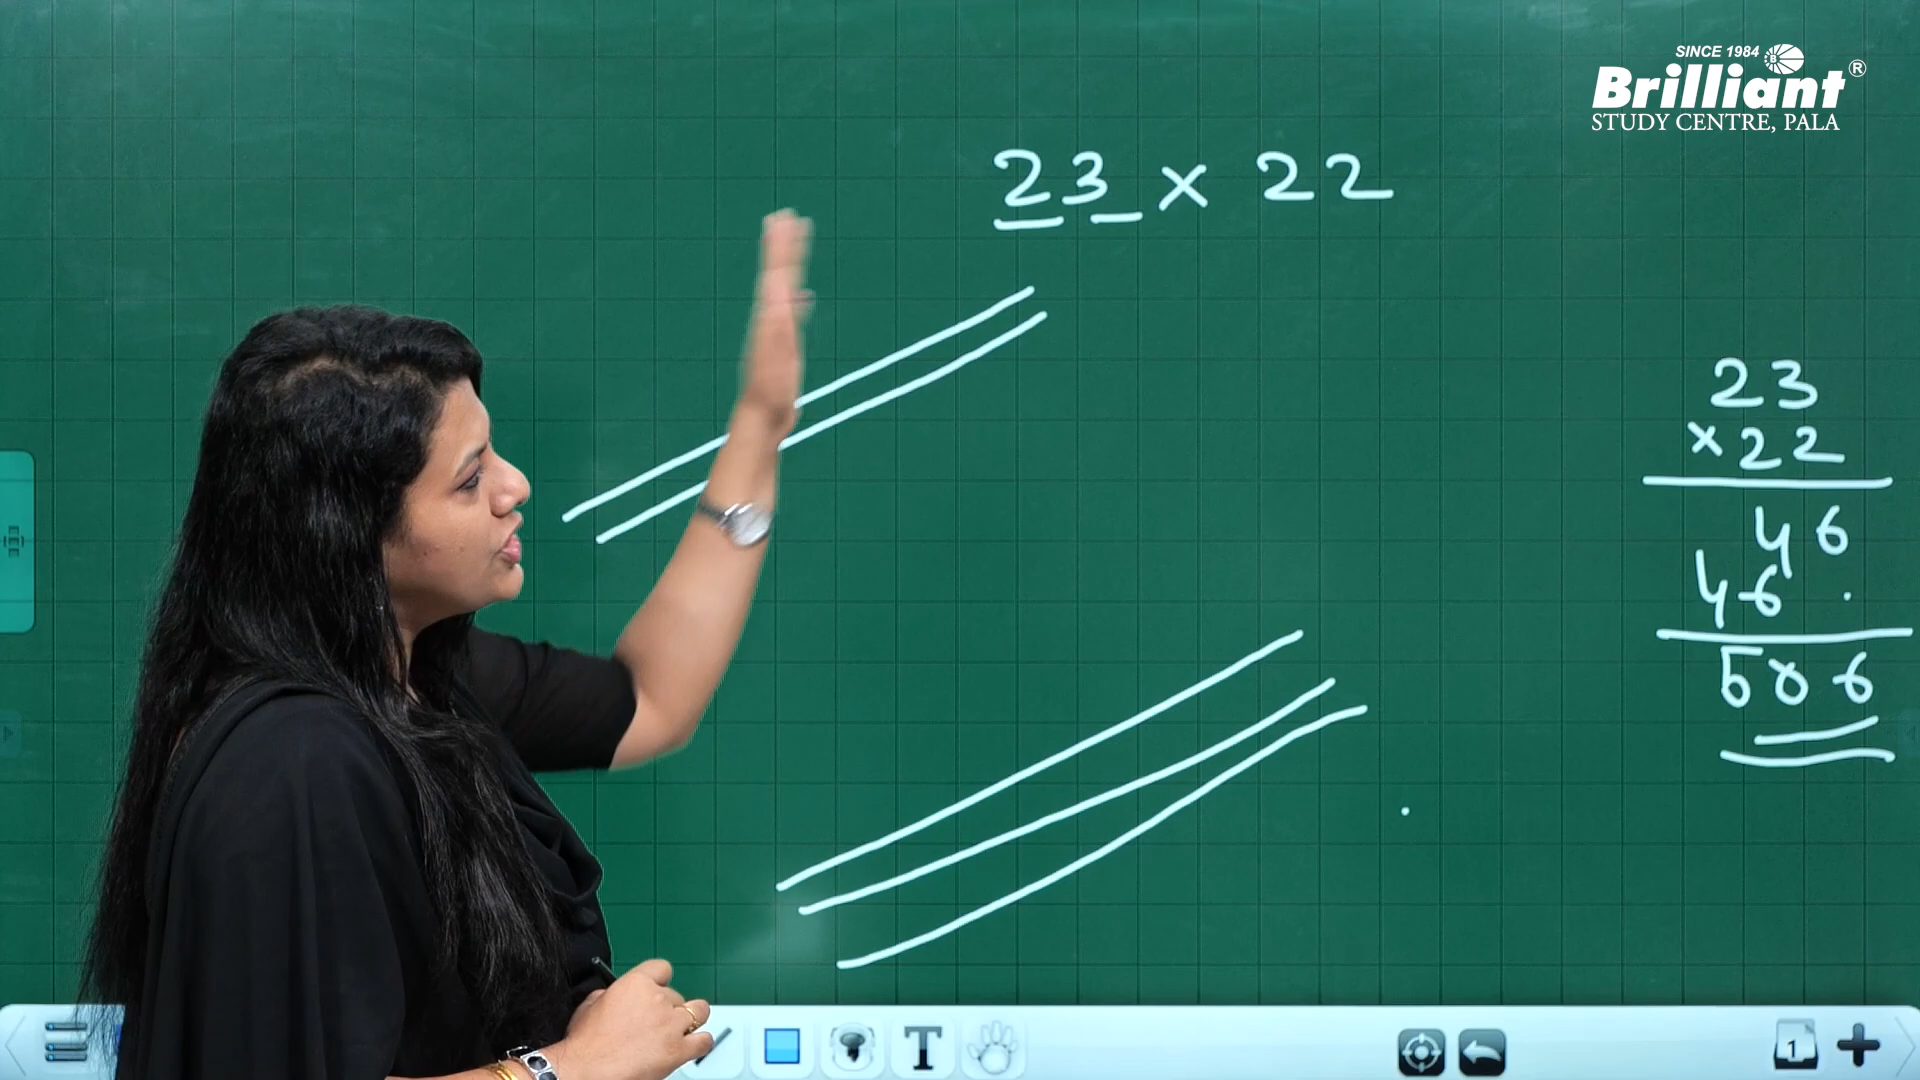 SINCE 1984
Brilliant®
STUDY CENTRE, PALA
23 × 22
23
×22
46
46 .
506
T
1